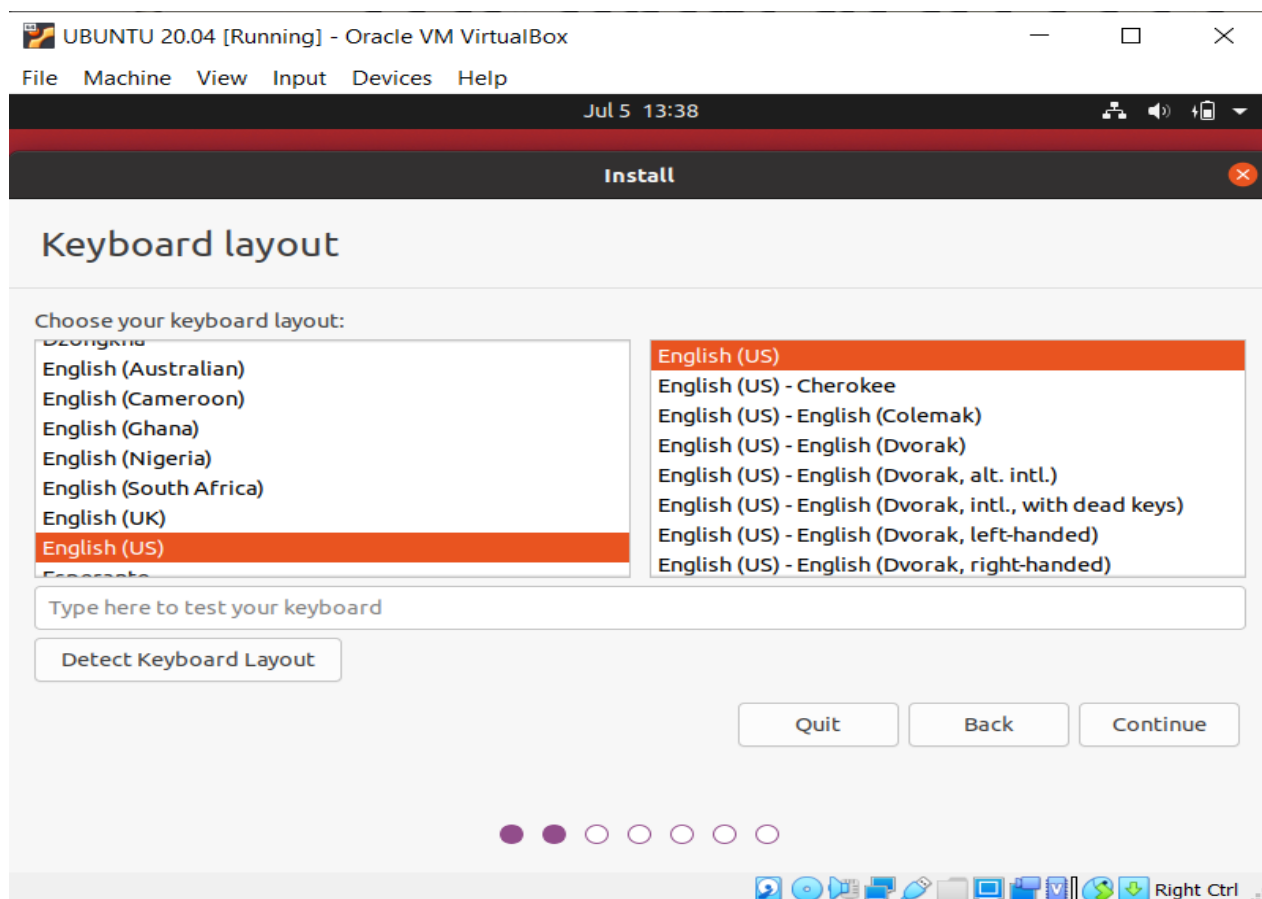 UBUNTU 20.04 [Running] - Oracle VM VirtualBox
File Machine View Input Devices Help
Jul 5 13:38
Install
Keyboard layout
Choose your keyboard layout:
Dzongkha
English (Australian)
English (Cameroon)
English (Ghana)
English (Nigeria)
English (South Africa)
English (UK)
English (US)
Esperanto
English (US)
English (US) - Cherokee
English (US) - English (Colemak)
English (US) - English (Dvorak)
English (US) - English (Dvorak, alt. intl.)
English (US) - English (Dvorak, intl., with dead keys)
English (US) - English (Dvorak, left-handed)
English (US) - English (Dvorak, right-handed)
Type here to test your keyboard
Detect Keyboard Layout
Quit Back Continue
Right Ctrl